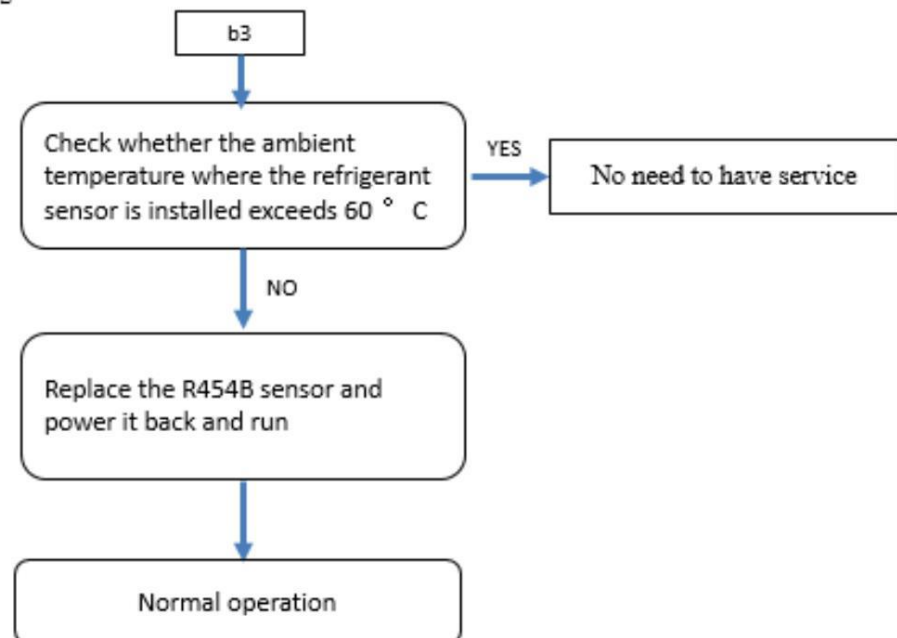 b3
Check whether the ambient
temperature where the refrigerant
sensor is installed exceeds 60 ° C
YES
No need to have service
NO
Replace the R454B sensor and
power it back and run
Normal operation